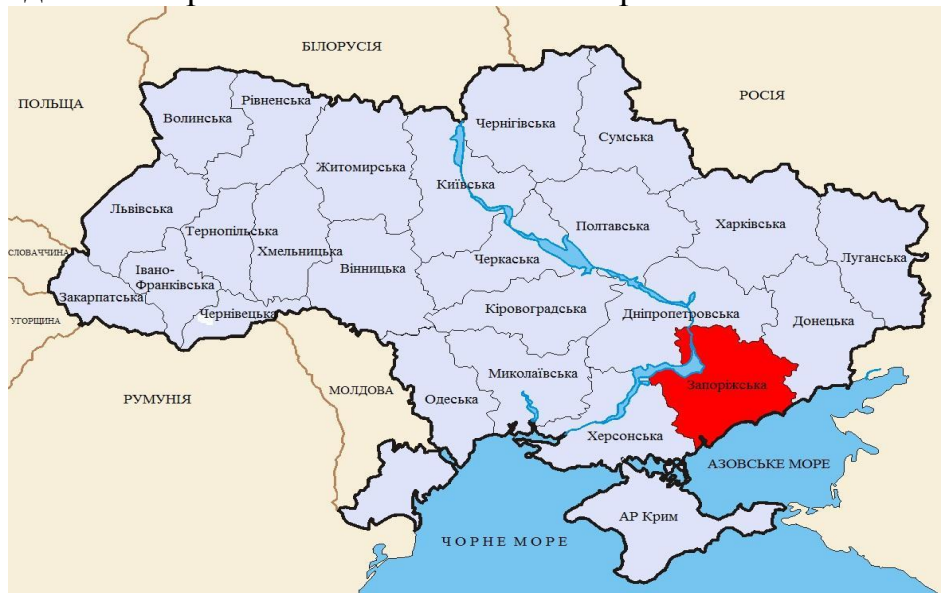 БІЛОРУСІЯ
ПОЛЬЩА
РОСІЯ
Волинська
Рівненська
Чернігівська
Сумська
Житомирська
Київська
Львівська
Тернопільська
Хмельницька
Вінницька
Черкаська
Полтавська
Харківська
Луганська
СЛОВАЧЧИНА
Івано-
Франківська
Закарпатська
Чернівецька
Кіровоградська
Дніпропетровська
Донецька
УГОРЩИНА
РУМУНІЯ
МОЛДОВА
Одеська
Миколаївська
Запоріжська
Херсонська
АЗОВСЬКЕ МОРЕ
АР Крим
ЧОРНЕ МОРЕ